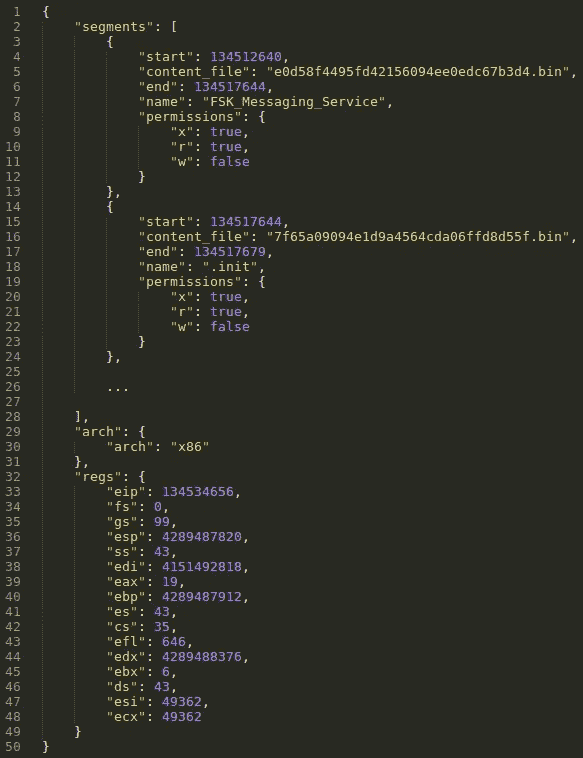 1 {
2 "segments": [
3 {
4 "start": 134512640,
5 "content_file": "e0d58f4495fd42156094ee0edc67b3d4.bin",
6 "end": 134517644,
7 "name": "FSK_Messaging_Service",
8 "permissions": {
9 "x": true,
10 "r": true,
11 "w": false
12 }
13 },
14 {
15 "start": 134517644,
16 "content_file": "7f65a09094e1d9a4564cda06ffd8d55f.bin",
17 "end": 134517679,
18 "name": ".init",
19 "permissions": {
20 "x": true,
21 "r": true,
22 "w": false
23 }
24 },
25
26 ...
27
28 ],
29 "arch": {
30 "arch": "x86"
31 },
32 "regs": {
33 "eip": 134534656,
34 "fs": 0,
35 "gs": 99,
36 "esp": 4289487820,
37 "ss": 43,
38 "edi": 4151492818,
39 "eax": 19,
40 "ebp": 4289487912,
41 "es": 43,
42 "cs": 35,
43 "efl": 646,
44 "edx": 4289488376,
45 "ebx": 6,
46 "ds": 43,
47 "esi": 49362,
48 "ecx": 49362
49 }
50 }